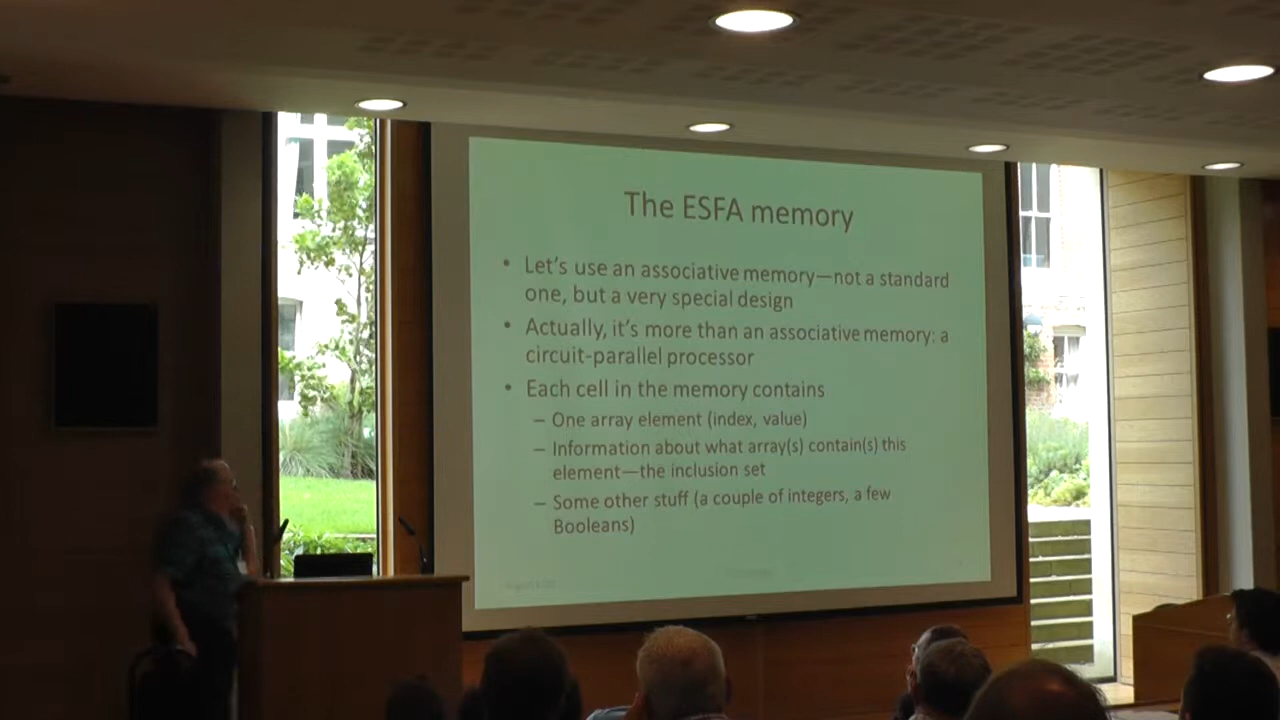 The ESFA memory
• Let's use an associative memory—not a standard
one, but a very special design
• Actually, it's more than an associative memory: a
circuit-parallel processor
• Each cell in the memory contains
– One array element (index, value)
– Information about what array(s) contain(s) this
element—the inclusion set
– Some other stuff (a couple of integers, a few
Booleans)